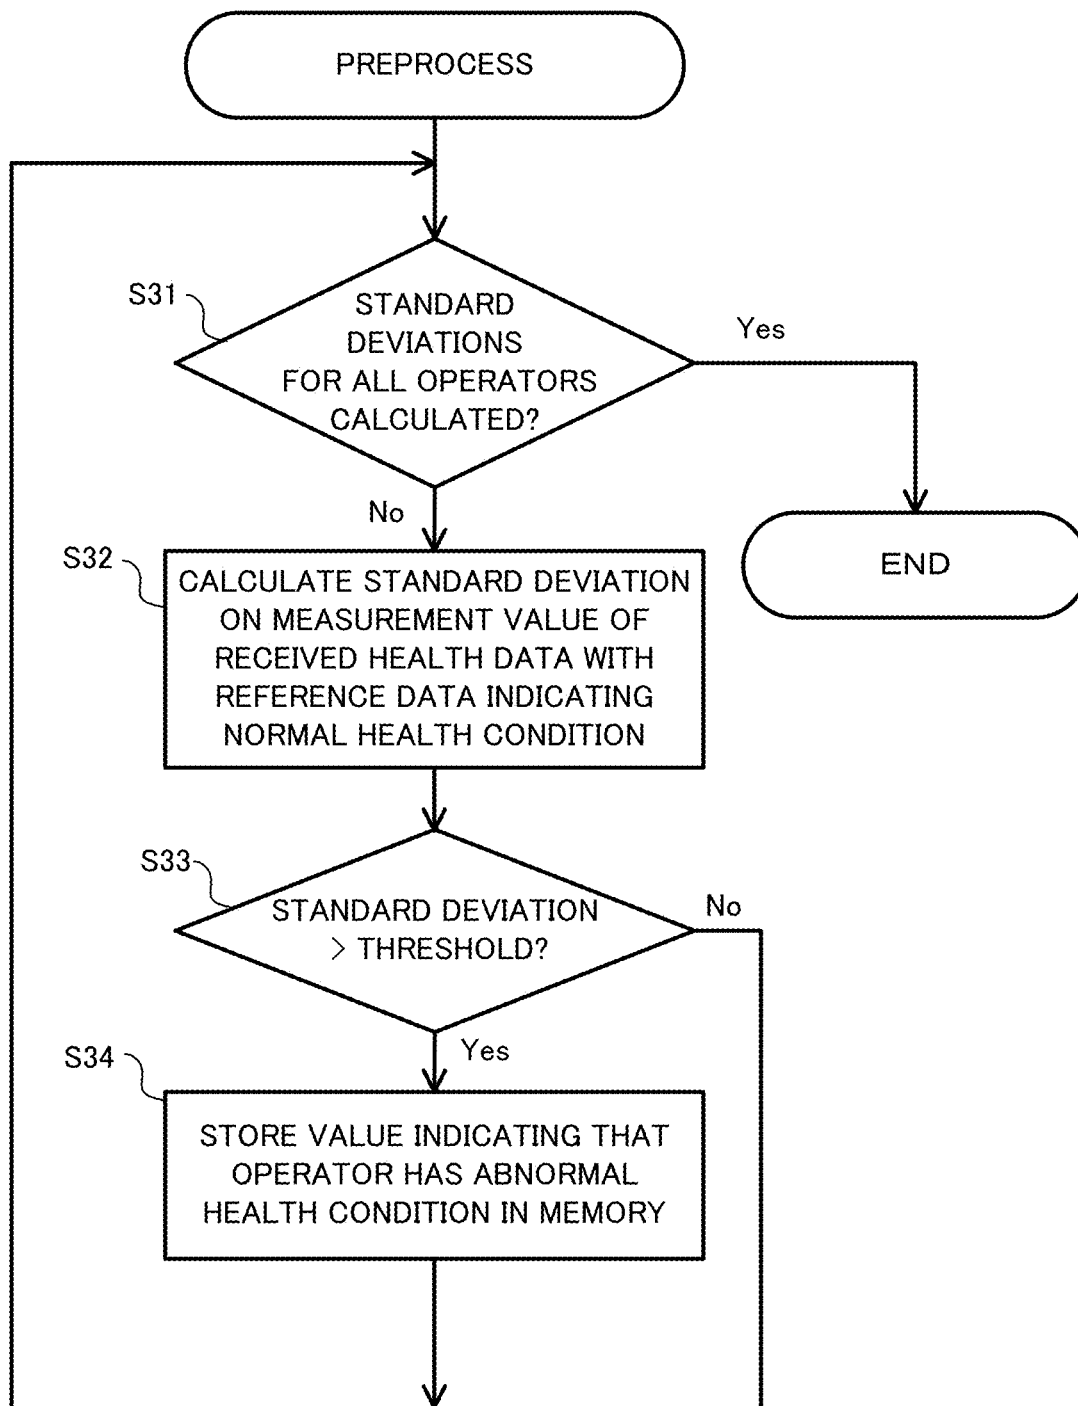 PREPROCESS
S31
STANDARD
DEVIATIONS
FOR ALL OPERATORS
CALCULATED?
Yes
No
END
S32
CALCULATE STANDARD DEVIATION
ON MEASUREMENT VALUE OF
RECEIVED HEALTH DATA WITH
REFERENCE DATA INDICATING
NORMAL HEALTH CONDITION
S33
STANDARD DEVIATION
> THRESHOLD?
No
Yes
S34
STORE VALUE INDICATING THAT
OPERATOR HAS ABNORMAL
HEALTH CONDITION IN MEMORY